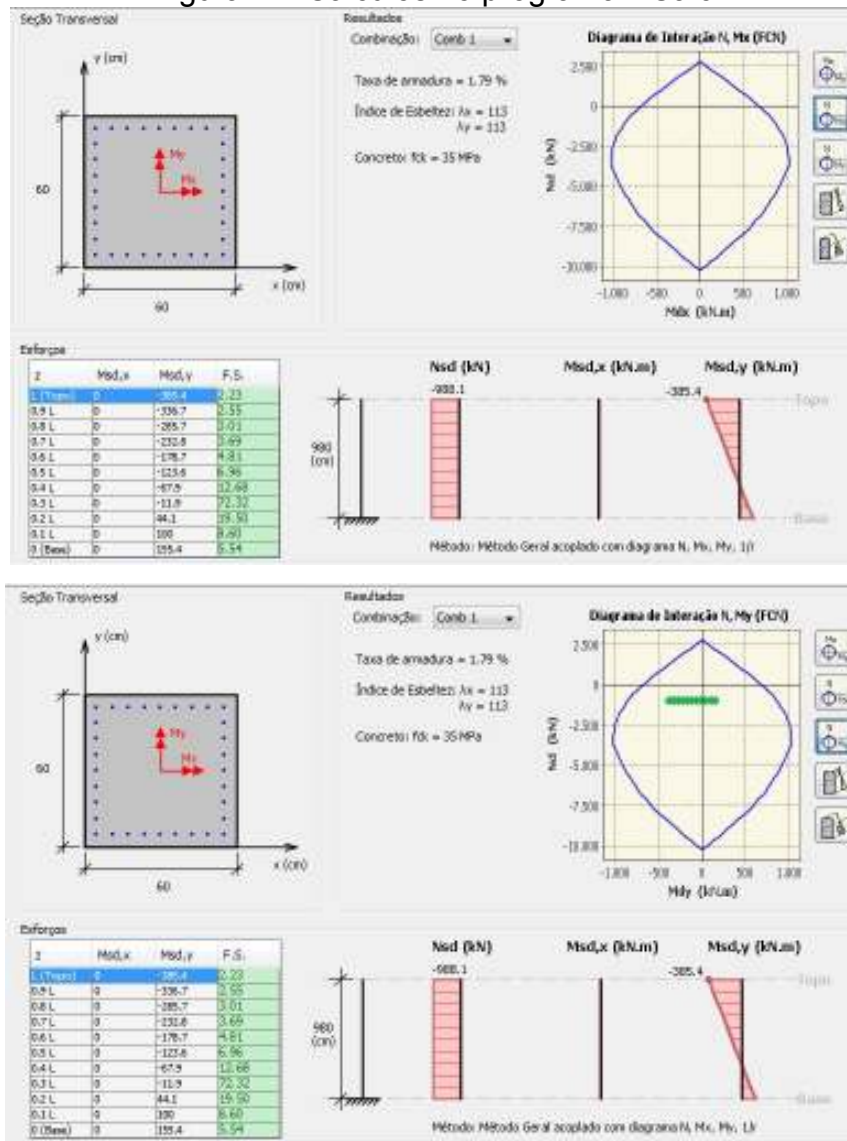 Seção Transversal
y (cm)
My
Mx
60
x (cm)
60
Resultados
Combinação: Comb 1
Taxa de armadura = 1.79 %
Índice de Esbeltez: λx = 113
λy = 113
Concreto: fck = 35 MPa
Diagrama de Interação N, Mx (FCN)
2.500
0
-2.500
-5.000
-7.500
-10.000
Nsd (kN)
-1.000 -500 0 500 1.000
Mdx (kN.m)
Esforços
z Msd,x Msd,y F.S.
L (Topo) 0 -385.4 2.23
0.9 L 0 -336.7 2.55
0.8 L 0 -285.7 3.01
0.7 L 0 -232.8 3.69
0.6 L 0 -178.7 4.81
0.5 L 0 -123.6 6.96
0.4 L 0 -67.9 12.68
0.3 L 0 -11.9 72.32
0.2 L 0 44.1 19.50
0.1 L 0 100 8.60
0 (Base) 0 155.4 5.54
Nsd (kN) Msd,x (kN.m) Msd,y (kN.m)
-988.1 -385.4
Topo
980
(cm)
Base
Método: Método Geral acoplado com diagrama N, Mx, My, 1/r
Seção Transversal
y (cm)
My
Mx
60
x (cm)
60
Resultados
Combinação: Comb 1
Taxa de armadura = 1.79 %
Índice de Esbeltez: λx = 113
λy = 113
Concreto: fck = 35 MPa
Diagrama de Interação N, My (FCN)
2.500
0
-2.500
-5.000
-7.500
-10.000
Nsd (kN)
-1.000 -500 0 500 1.000
Mdy (kN.m)
Esforços
z Msd,x Msd,y F.S.
L (Topo) 0 -385.4 2.23
0.9 L 0 -336.7 2.55
0.8 L 0 -285.7 3.01
0.7 L 0 -232.8 3.69
0.6 L 0 -178.7 4.81
0.5 L 0 -123.6 6.96
0.4 L 0 -67.9 12.68
0.3 L 0 -11.9 72.32
0.2 L 0 44.1 19.50
0.1 L 0 100 8.60
0 (Base) 0 155.4 5.54
Nsd (kN) Msd,x (kN.m) Msd,y (kN.m)
-988.1 -385.4
Topo
980
(cm)
Base
Método: Método Geral acoplado com diagrama N, Mx, My, 1/r